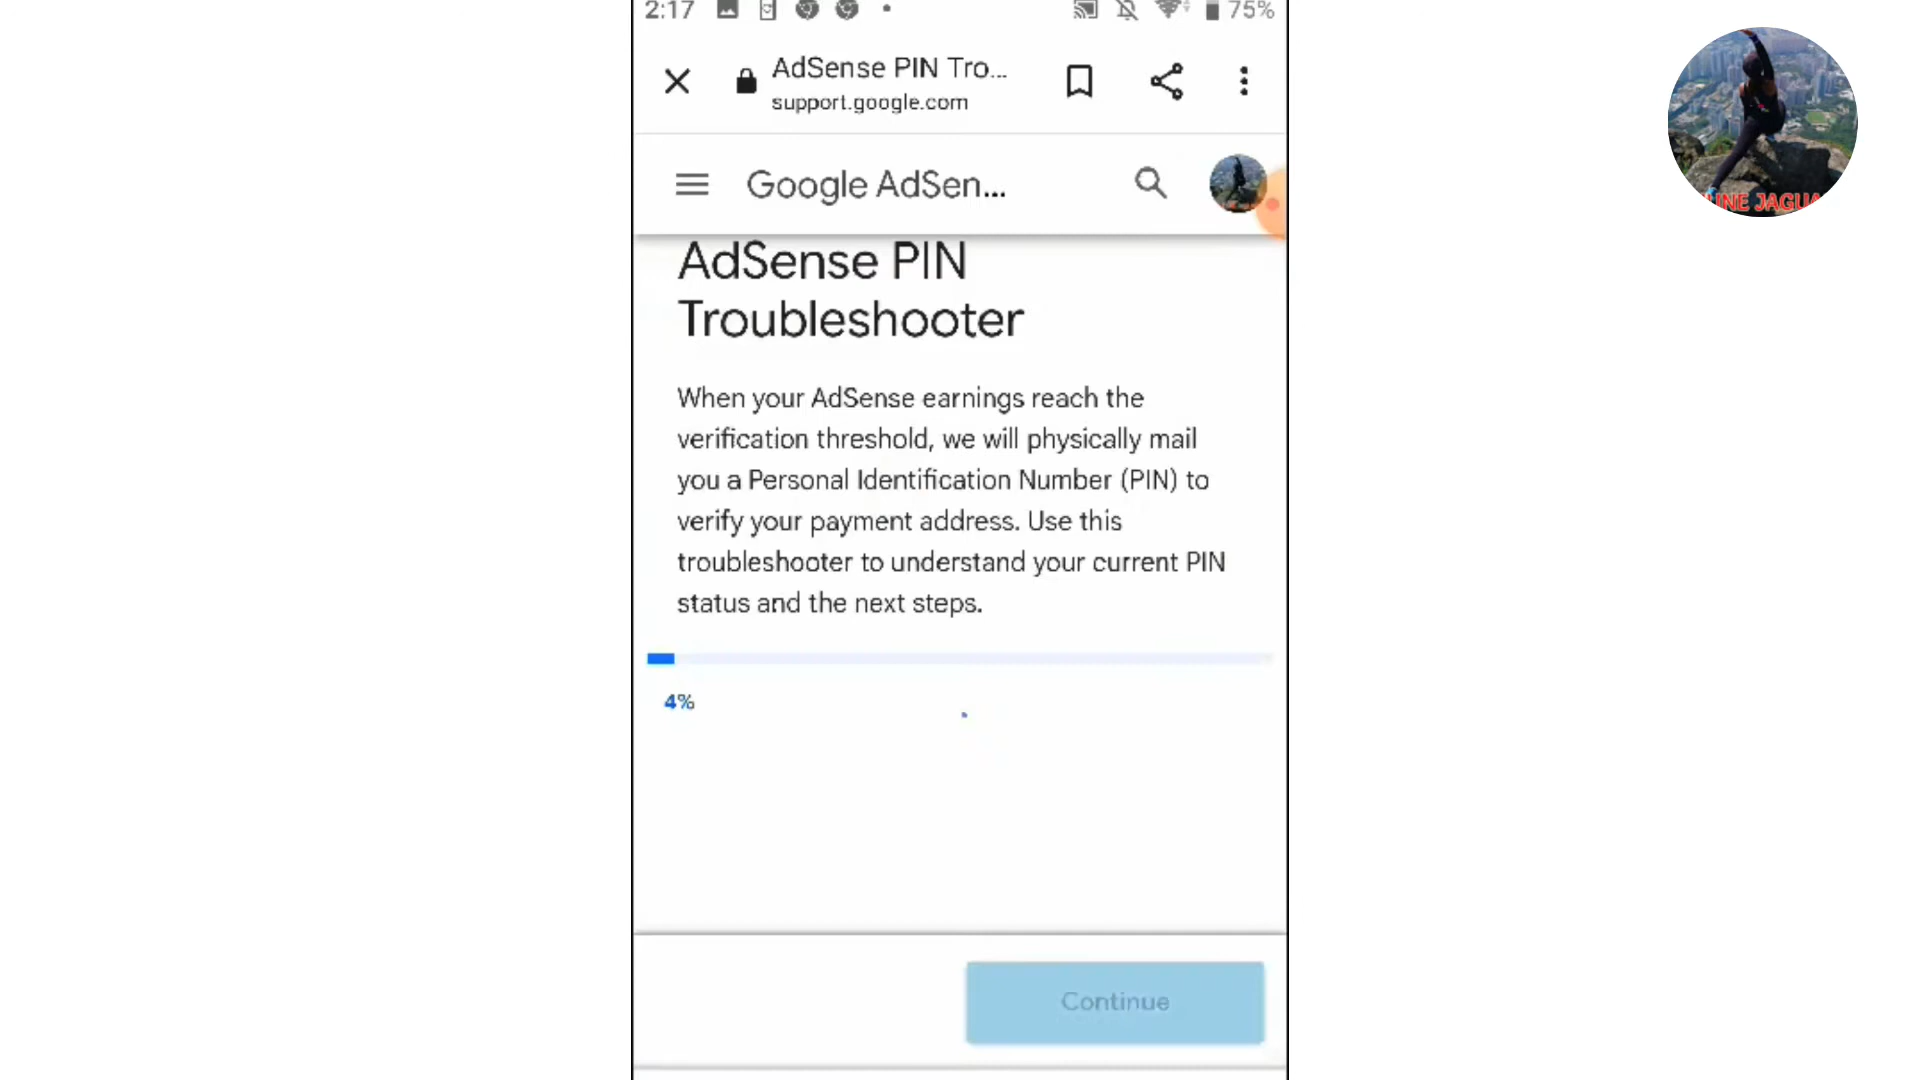 2:17
75%
AdSense PIN Tro...
support.google.com
Google AdSen...
AdSense PIN
Troubleshooter
When your AdSense earnings reach the
verification threshold, we will physically mail
you a Personal Identification Number (PIN) to
verify your payment address. Use this
troubleshooter to understand your current PIN
status and the next steps.
4%
Continue
JAGUA